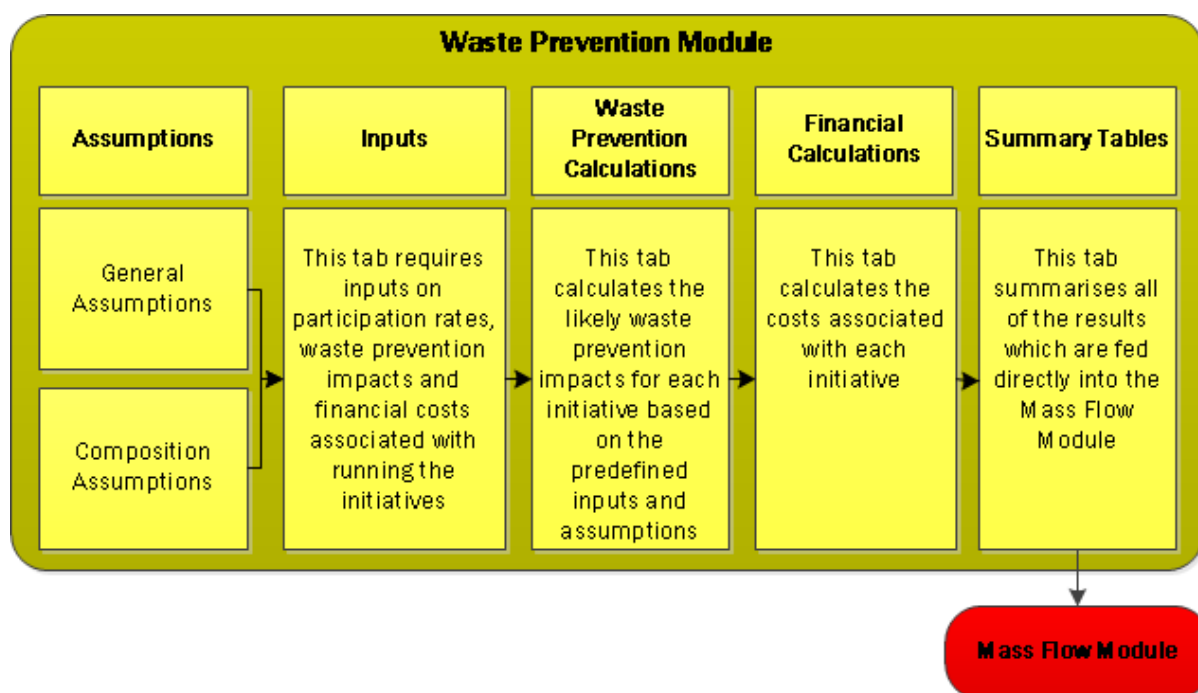 Waste Prevention Module
Assumptions
Inputs
Waste
Prevention
Calculations
Financial
Calculations
Summary Tables
General
Assumptions
Composition
Assumptions
This tab requires
inputs on
participation rates,
waste prevention
impacts and
financial costs
associated with
running the
initiatives
This tab
calculates the
likely waste
prevention
impacts for each
initiative based
on the
predefined
inputs and
assumptions
This tab
calculates the
costs associated
with each
initiative
This tab
summarises all
of the results
which are fed
directly into the
Mass Flow
Module
Mass Flow Module